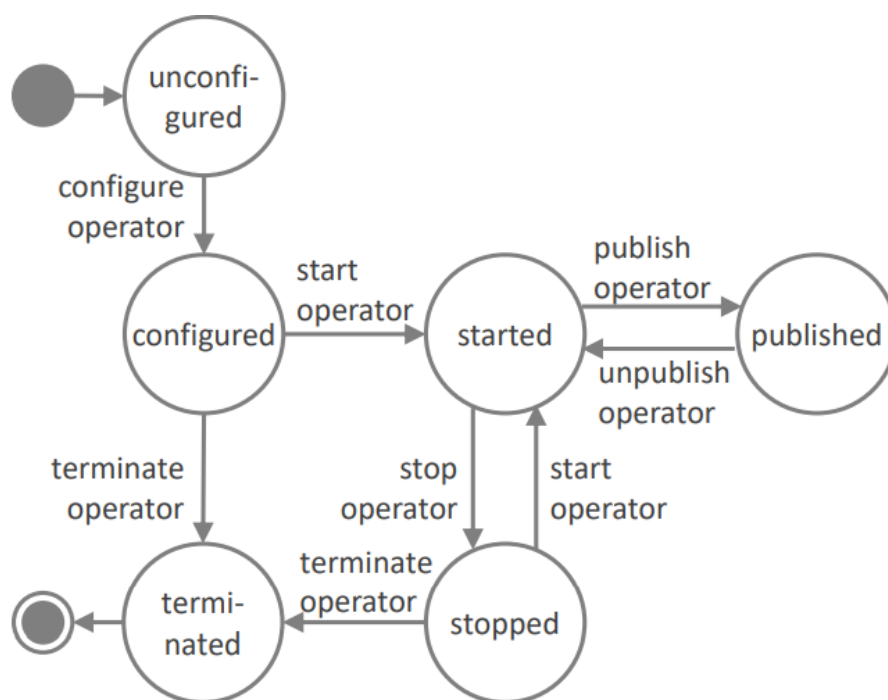 unconfi-
gured
configure
operator
configured
start
operator
started
publish
operator
published
unpublish
operator
terminate
operator
stop
operator
start
operator
termi-
nated
terminate
operator
stopped